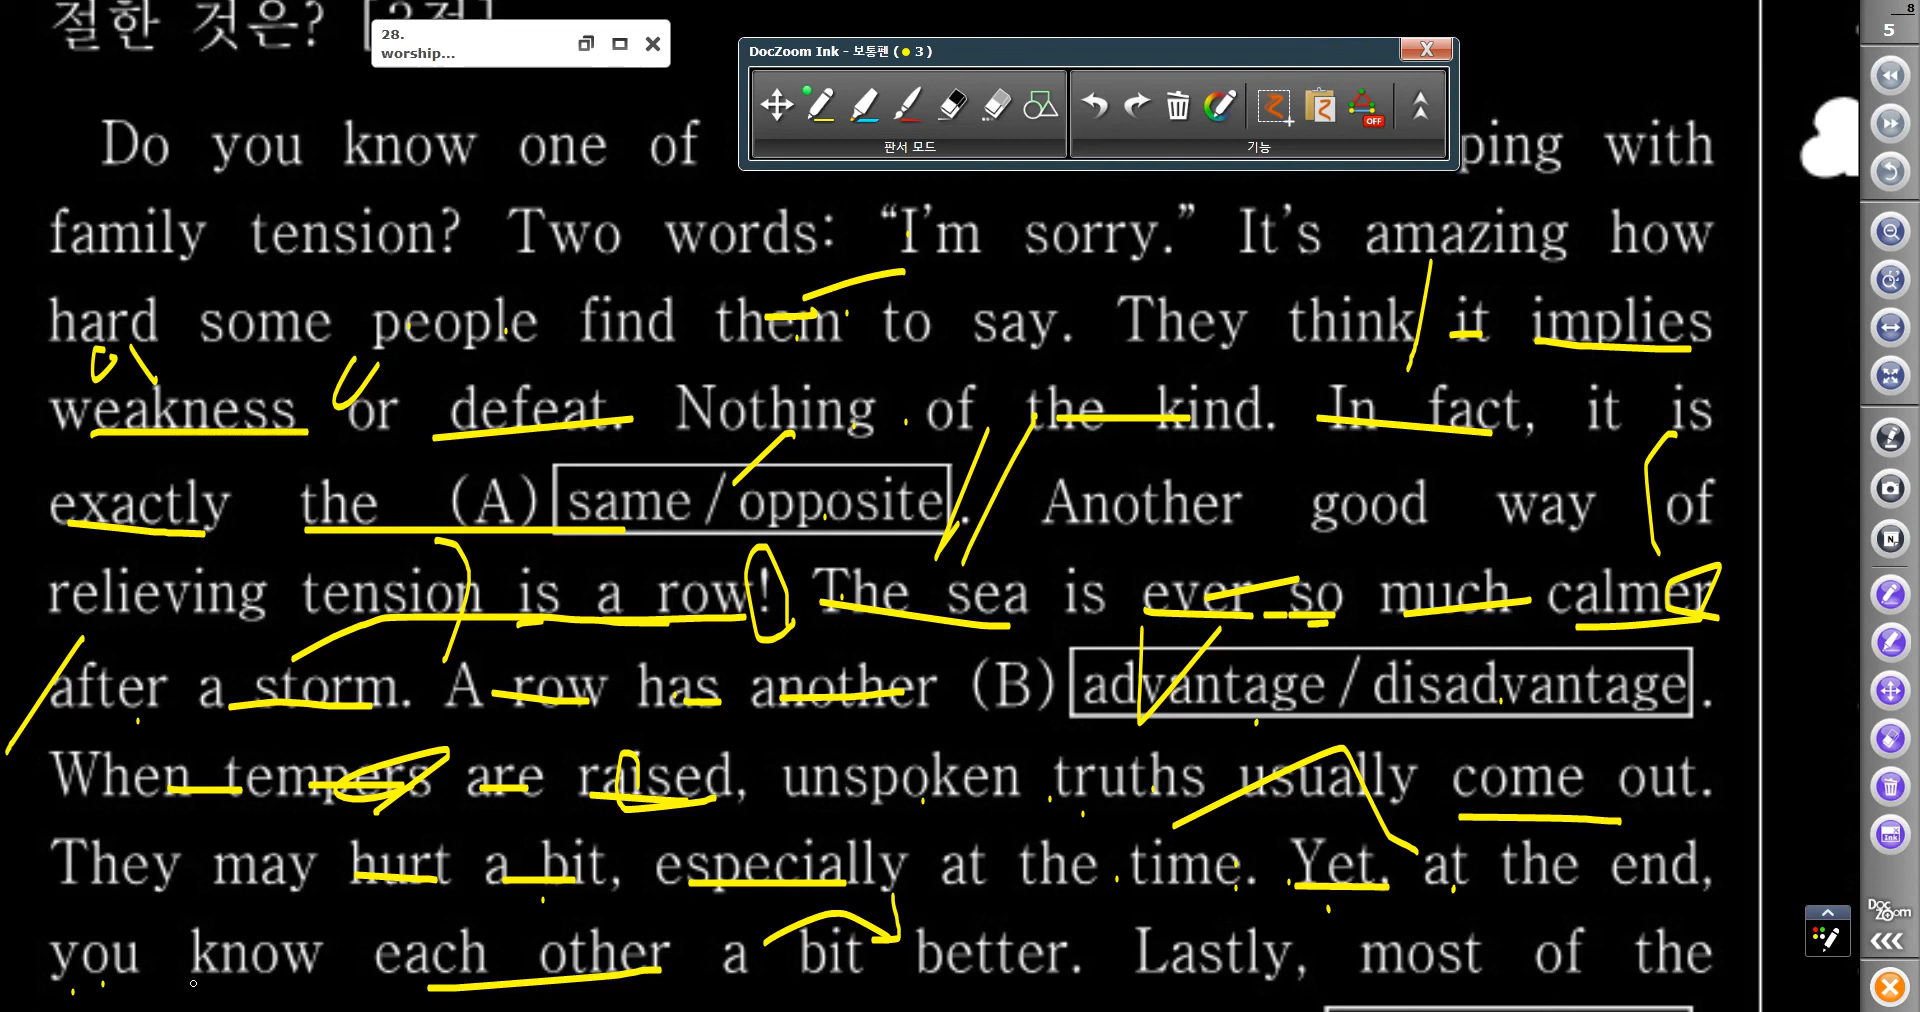 절한 것은? [3점]
28.
worship...
DocZoom Ink - 보통펜 ( 3 )
판서 모드
기능
OFF
8
5
Do you know one of ping with
family tension? Two words: “I’m sorry.” It’s amazing how
hard some people find them to say. They think it implies
weakness or defeat. Nothing of the kind. In fact, it is
exactly the (A) same / opposite . Another good way of
relieving tension is a row! The sea is ever so much calmer
after a storm. A row has another (B) advantage / disadvantage .
When tempers are raised, unspoken truths usually come out.
They may hurt a bit, especially at the time. Yet, at the end,
you know each other a bit better. Lastly, most of the
N
Ink
DocZoom